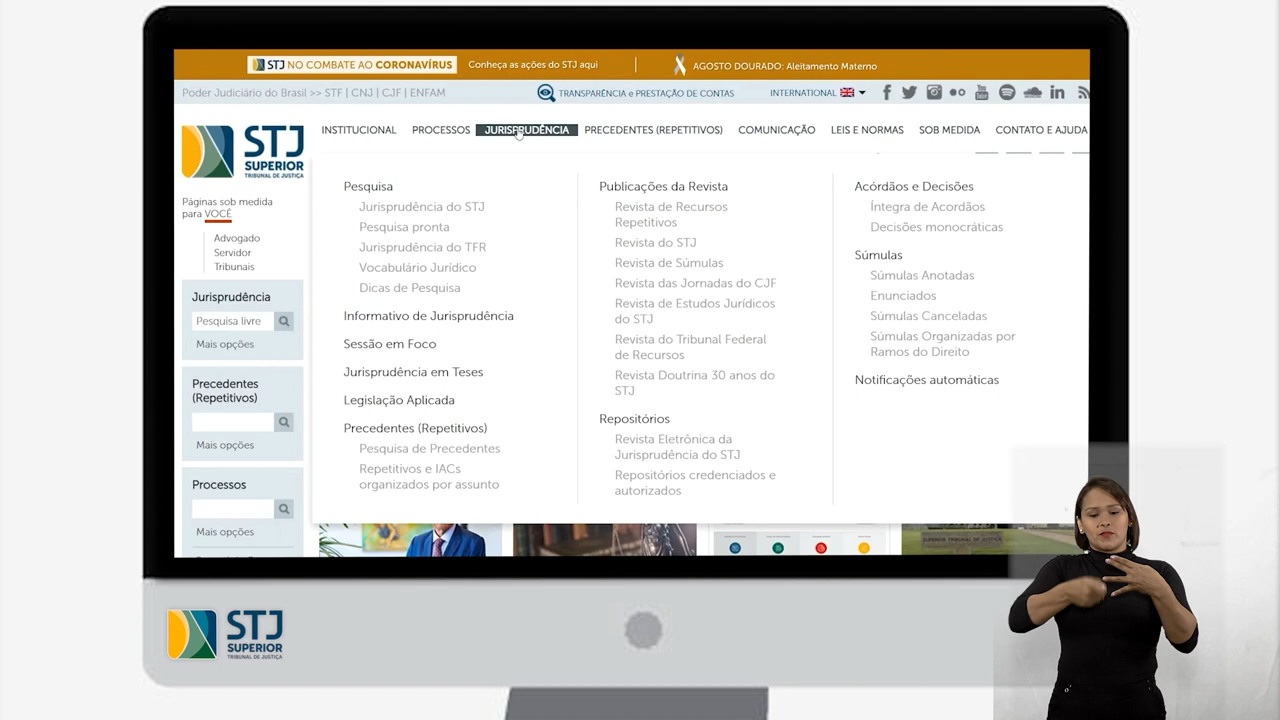 STJ NO COMBATE AO CORONAVÍRUS
Conheça as ações do STJ aqui
AGOSTO DOURADO: Aleitamento Materno
Poder Judiciário do Brasil >> STF | CNJ | CJF | ENFAM
TRANSPARÊNCIA e PRESTAÇÃO DE CONTAS
INTERNATIONAL
STJ
SUPERIOR
TRIBUNAL DE JUSTIÇA
INSTITUCIONAL PROCESSOS JURISPRUDÊNCIA PRECEDENTES (REPETITIVOS) COMUNICAÇÃO LEIS E NORMAS SOB MEDIDA CONTATO E AJUDA
Páginas sob medida
para VOCÊ
Advogado
Servidor
Tribunais
Jurisprudência
Pesquisa livre
Mais opções
Precedentes
(Repetitivos)
Mais opções
Processos
Mais opções
Pesquisa
Jurisprudência do STJ
Pesquisa pronta
Jurisprudência do TFR
Vocabulário Jurídico
Dicas de Pesquisa
Informativo de Jurisprudência
Sessão em Foco
Jurisprudência em Teses
Legislação Aplicada
Precedentes (Repetitivos)
Pesquisa de Precedentes
Repetitivos e IACs
organizados por assunto
Publicações da Revista
Revista de Recursos
Repetitivos
Revista do STJ
Revista de Súmulas
Revista das Jornadas do CJF
Revista de Estudos Jurídicos
do STJ
Revista do Tribunal Federal
de Recursos
Revista Doutrina 30 anos do
STJ
Repositórios
Revista Eletrônica da
Jurisprudência do STJ
Repositórios credenciados e
autorizados
Acórdãos e Decisões
Íntegra de Acórdãos
Decisões monocráticas
Súmulas
Súmulas Anotadas
Enunciados
Súmulas Canceladas
Súmulas Organizadas por
Ramos do Direito
Notificações automáticas
SUPERIOR TRIBUNAL DE JUSTIÇA
STJ
SUPERIOR
TRIBUNAL DE JUSTIÇA